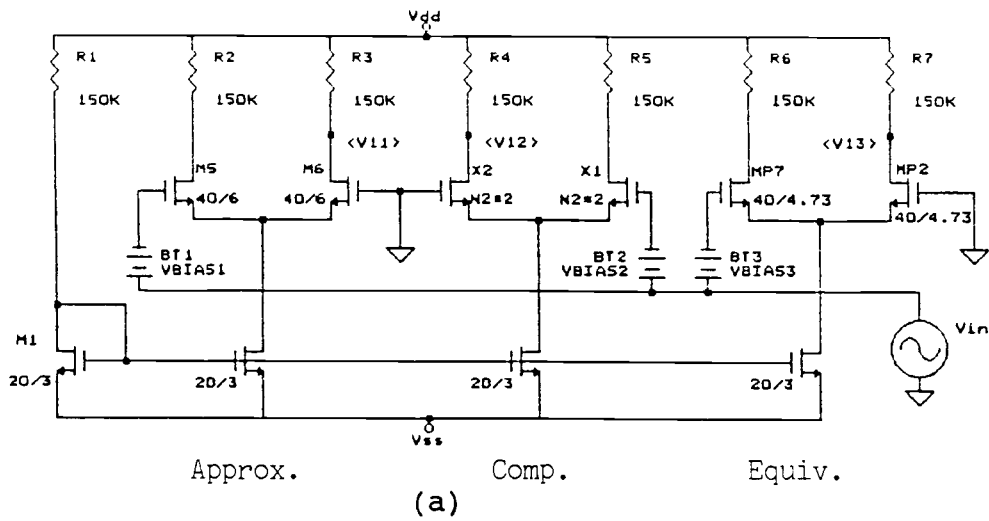 Vdd
R1 R2 R3 R4 R5 R6 R7
150K 150K 150K 150K 150K 150K 150K
<V11> <V12> <V13>
M5 M6 X2 X1 MP7 MP2
40/6 40/6 N2*2 N2*2 40/4.73 40/4.73
BT1 BT2 BT3
VBIAS1 VBIAS2 VBIAS3
Vin
M1
20/3 20/3 20/3 20/3
Vss
Approx. Comp. Equiv.
(a)